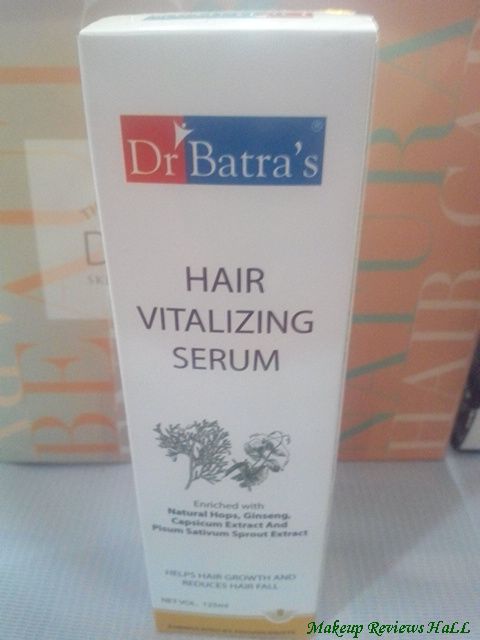 Dr Batra's®
HAIR
VITALIZING
SERUM
Enriched with
Natural Hops, Ginseng,
Capsicum Extract And
Pisum Sativum Sprout Extract
HELPS HAIR GROWTH AND
REDUCES HAIR FALL
NET VOL. 125ml
Makeup Reviews HaLL